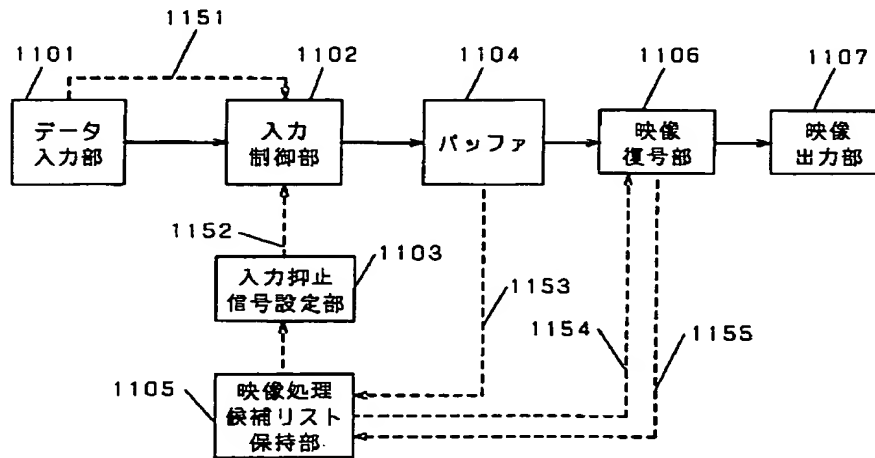 1151
1101
1102
1104
1106
1107
データ
入力部
入力
制御部
バッファ
映像
復号部
映像
出力部
1152
1103
入力抑止
信号設定部
1153
1154
1155
1105
映像処理
候補リスト
保持部